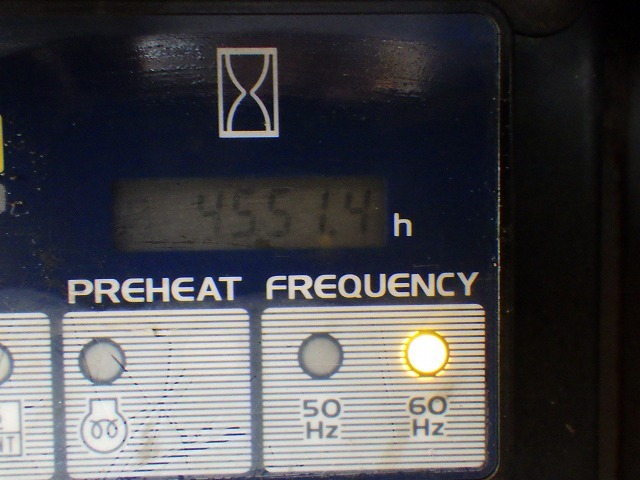 4551.4 h
PREHEAT FREQUENCY
50 Hz
60 Hz